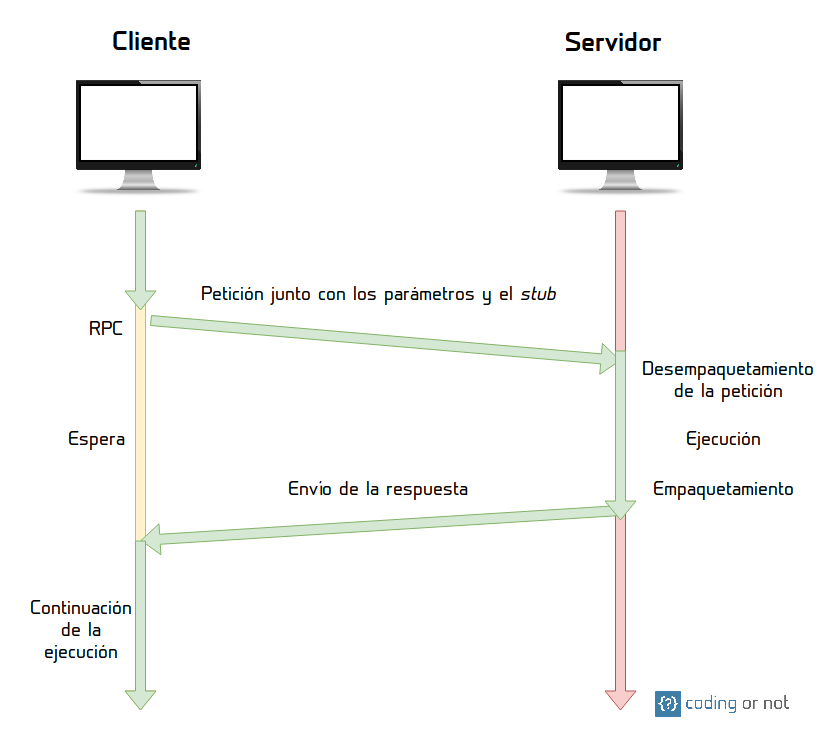 Cliente
Servidor
Petición junto con los parámetros y el stub
RPC
Desempaquetamiento
de la petición
Espera
Ejecución
Envío de la respuesta
Empaquetamiento
Continuación
de la
ejecución
{?} coding or not